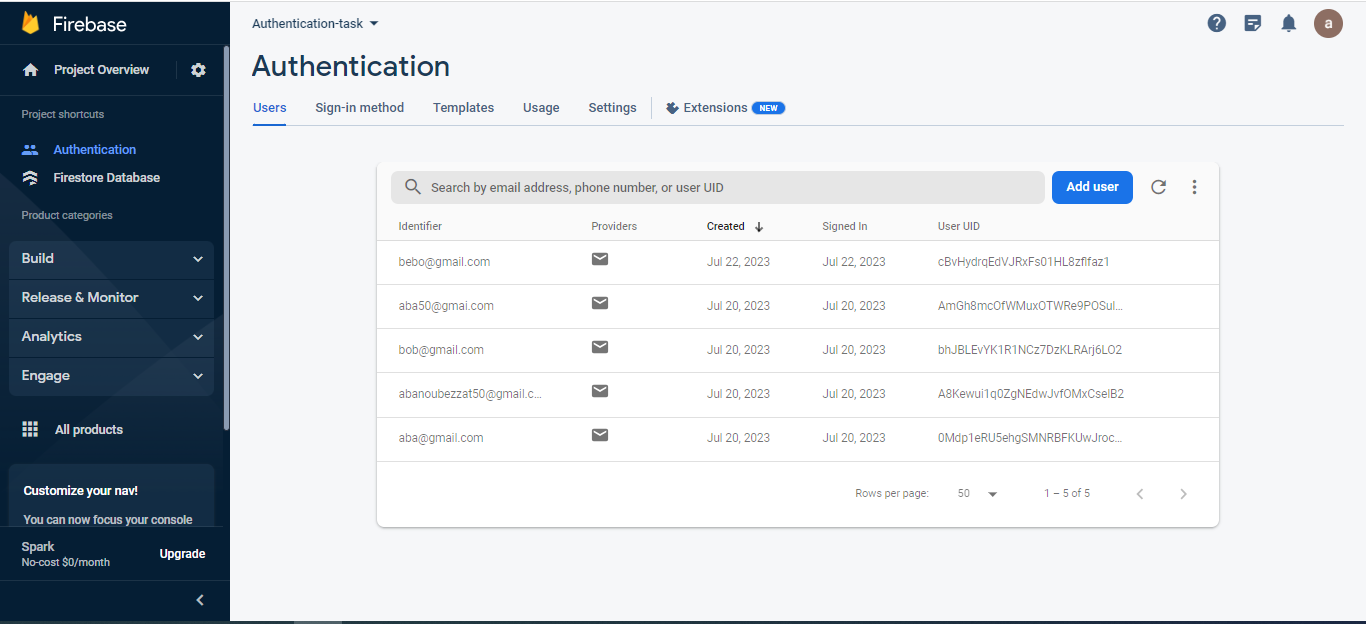 Firebase
Project Overview
Project shortcuts
Authentication
Firestore Database
Product categories
Build
Release & Monitor
Analytics
Engage
All products
Customize your nav!
You can now focus your console
Spark
No-cost $0/month
Upgrade
Authentication-task
a
Authentication
Users Sign-in method Templates Usage Settings Extensions NEW
Search by email address, phone number, or user UID Add user
Identifier Providers Created Signed In User UID
bebo@gmail.com Jul 22, 2023 Jul 22, 2023 cBvHydrqEdVJRxFs01HL8zflfaz1
aba50@gmai.com Jul 20, 2023 Jul 20, 2023 AmGh8mcOfWMuxOTWRe9POSul...
bob@gmail.com Jul 20, 2023 Jul 20, 2023 bhJBLEvYK1R1NCz7DzKLRArj6LO2
abanoubezzat50@gmail.c... Jul 20, 2023 Jul 20, 2023 A8Kewui1q0ZgNEdwJvfOMxCselB2
aba@gmail.com Jul 20, 2023 Jul 20, 2023 0Mdp1eRU5ehgSMNRBFKUwJroc...
Rows per page: 50 1 – 5 of 5